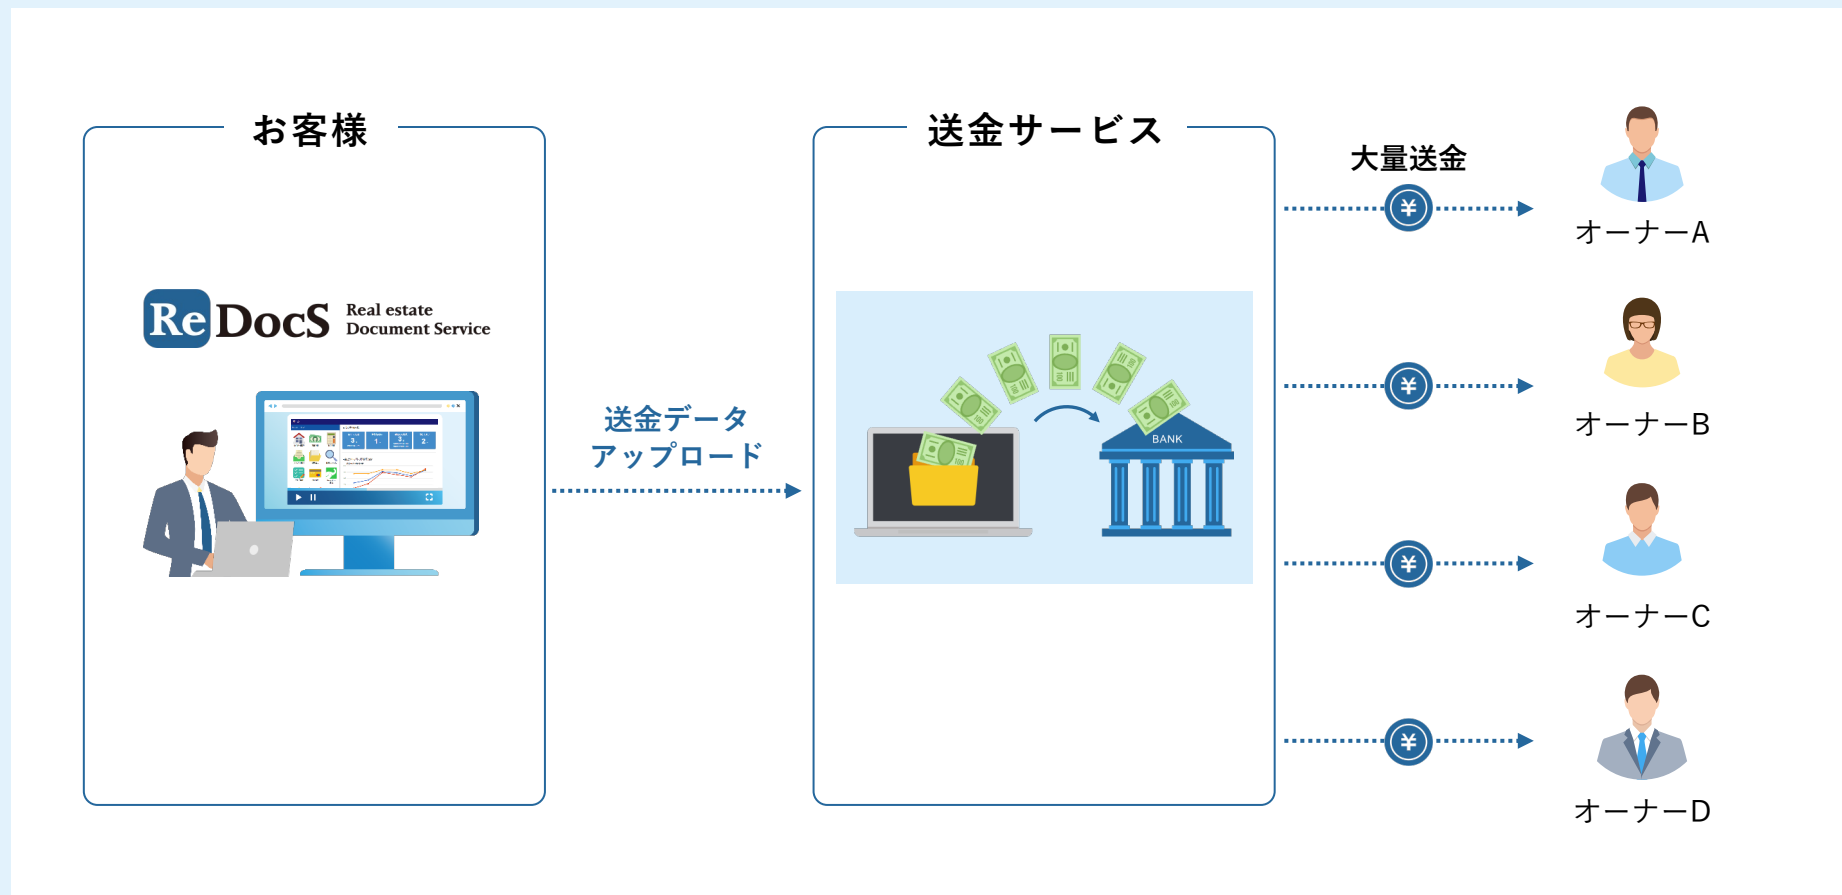 お客様
Re DocS
Real estate
Document Service
送金データ
アップロード
送金サービス
BANK
大量送金
¥
オーナーA
¥
オーナーB
¥
オーナーC
¥
オーナーD